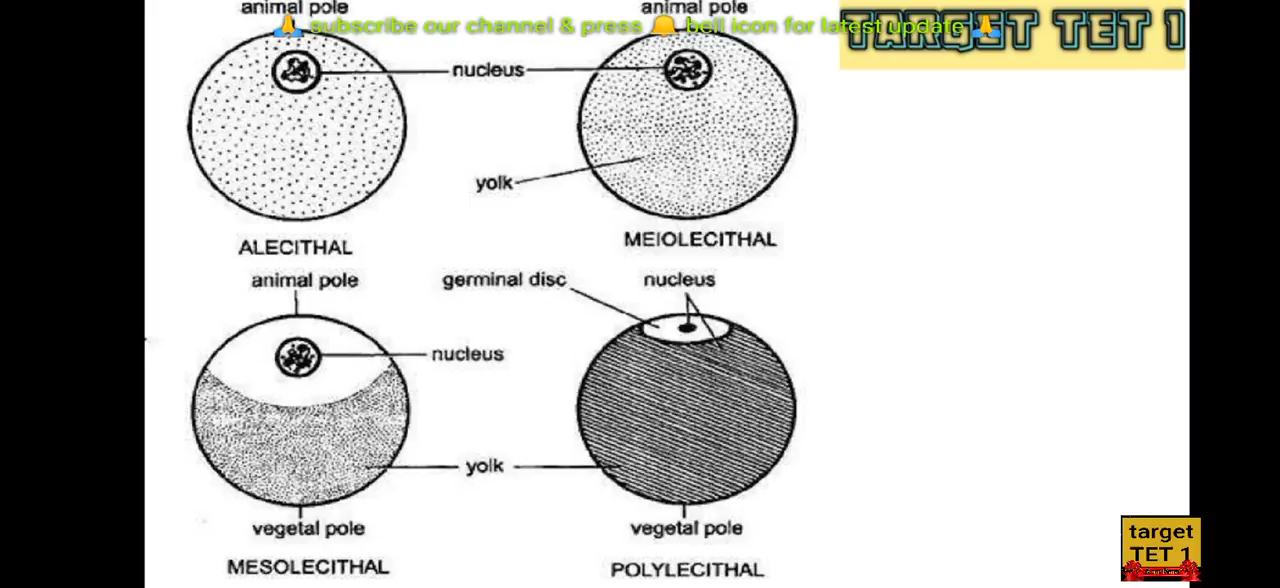 animal pole
animal pole
🙏 subscribe our channel & press 🔔 bell icon for latest update 🙏
TARGET TET 1
nucleus
yolk
ALECITHAL
MEIOLECITHAL
animal pole
germinal disc
nucleus
nucleus
yolk
vegetal pole
vegetal pole
MESOLECITHAL
POLYLECITHAL
target
TET 1